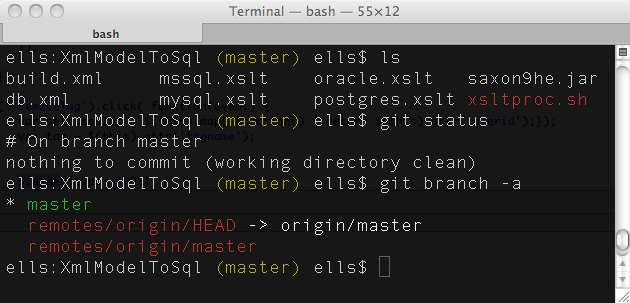 Terminal — bash — 55×12
bash
ells:XmlModelToSql (master) ells$ ls
build.xml mssql.xslt oracle.xslt saxon9he.jar
db.xml mysql.xslt postgres.xslt xsltproc.sh
ells:XmlModelToSql (master) ells$ git status
# On branch master
nothing to commit (working directory clean)
ells:XmlModelToSql (master) ells$ git branch -a
* master
remotes/origin/HEAD -> origin/master
remotes/origin/master
ells:XmlModelToSql (master) ells$